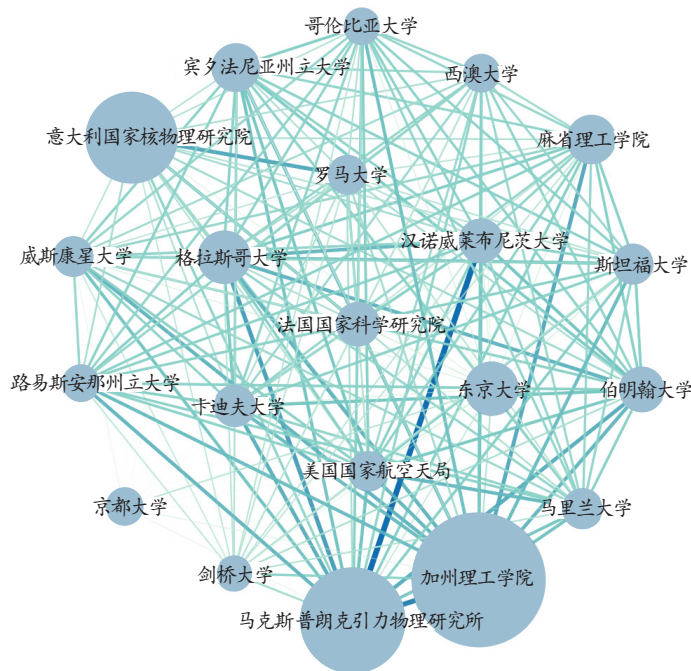 哥伦比亚大学
宾夕法尼亚州立大学
西澳大学
意大利国家核物理研究院
麻省理工学院
罗马大学
汉诺威莱布尼茨大学
威斯康星大学
格拉斯哥大学
斯坦福大学
法国国家科学研究院
路易斯安那州立大学
卡迪夫大学
东京大学
伯明翰大学
美国国家航空天局
京都大学
马里兰大学
剑桥大学
加州理工学院
马克斯普朗克引力物理研究所